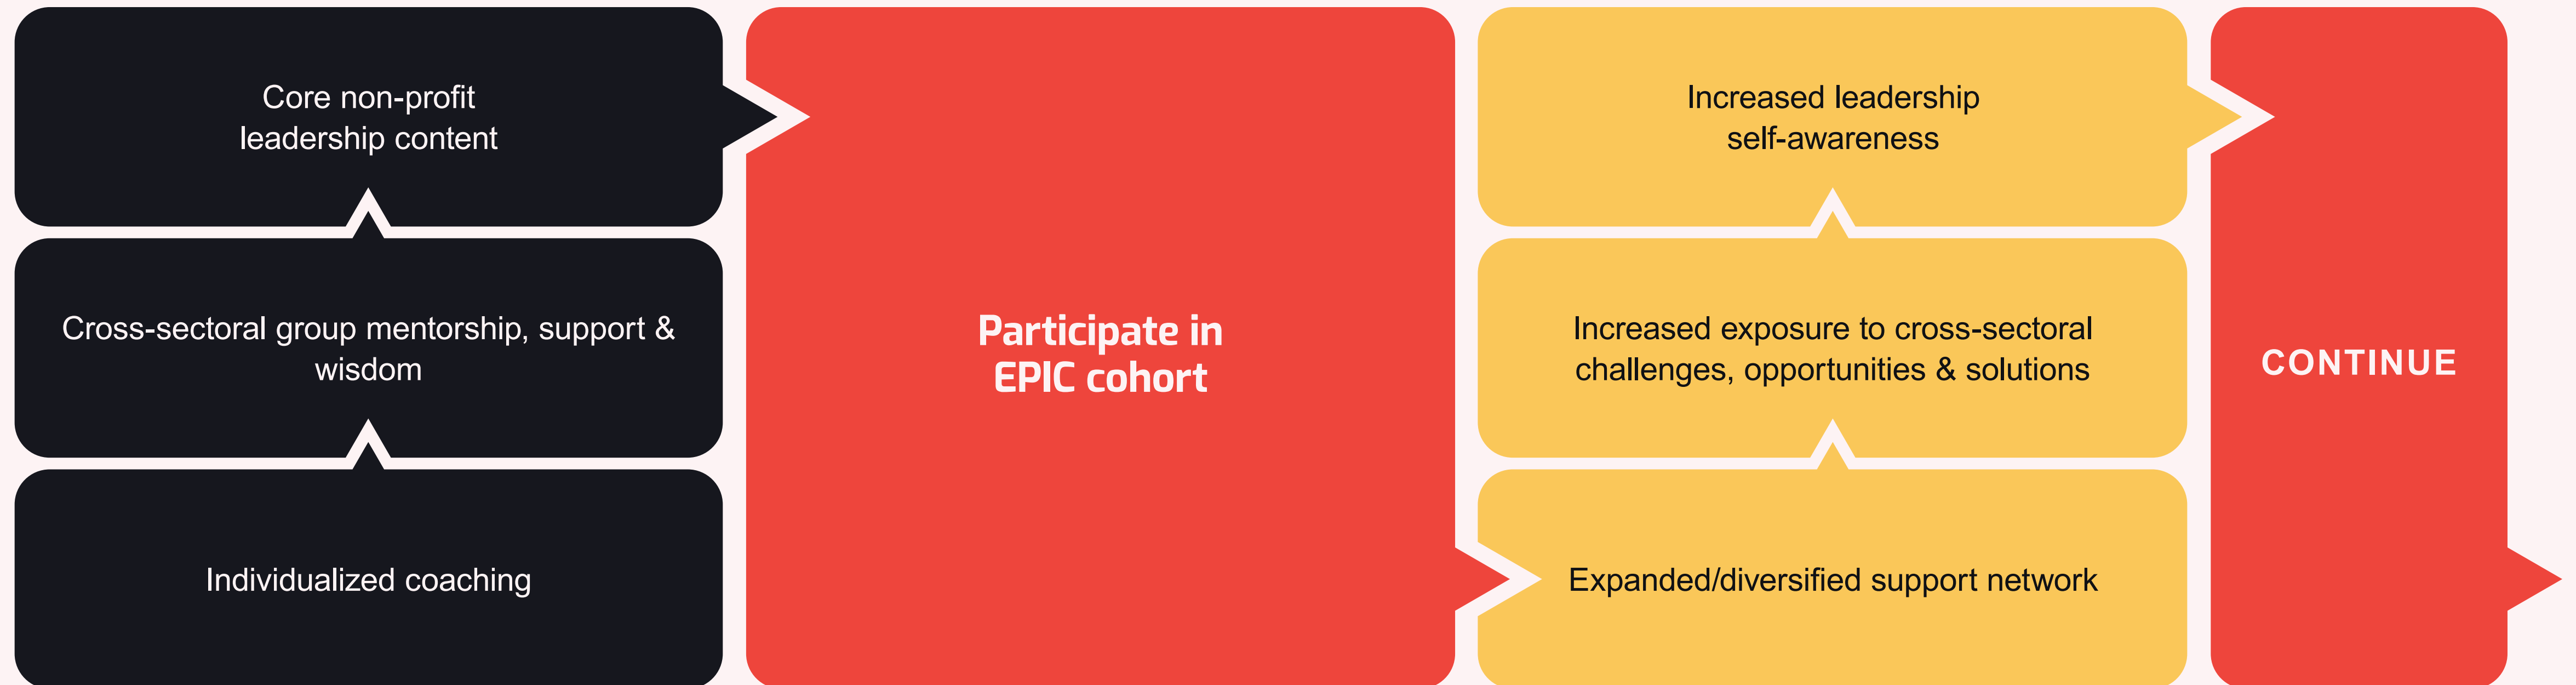 Core non-profit
leadership content
Cross-sectoral group mentorship, support &
wisdom
Individualized coaching
Participate in
EPIC cohort
Increased leadership
self-awareness
Increased exposure to cross-sectoral
challenges, opportunities & solutions
Expanded/diversified support network
CONTINUE